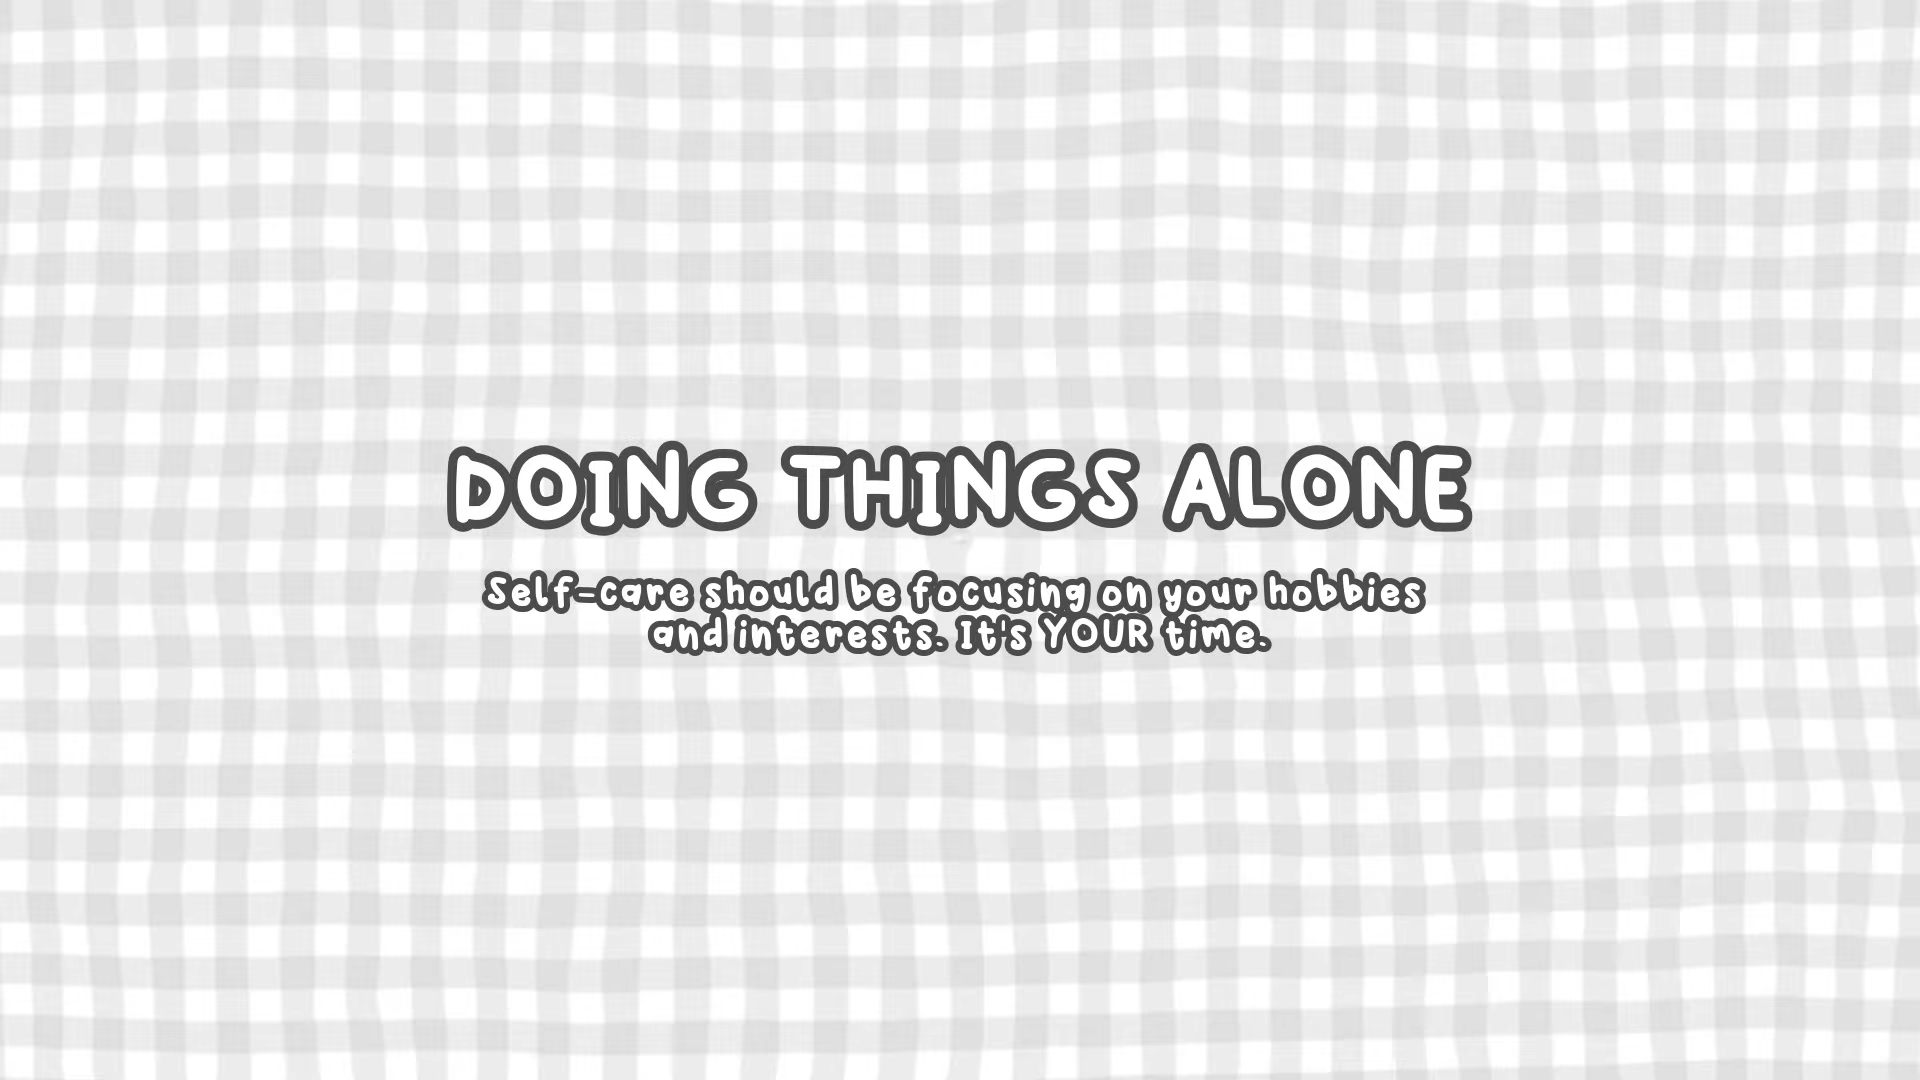 DOING THINGS ALONE
Self-care should be focusing on your hobbies
and interests. It's YOUR time.